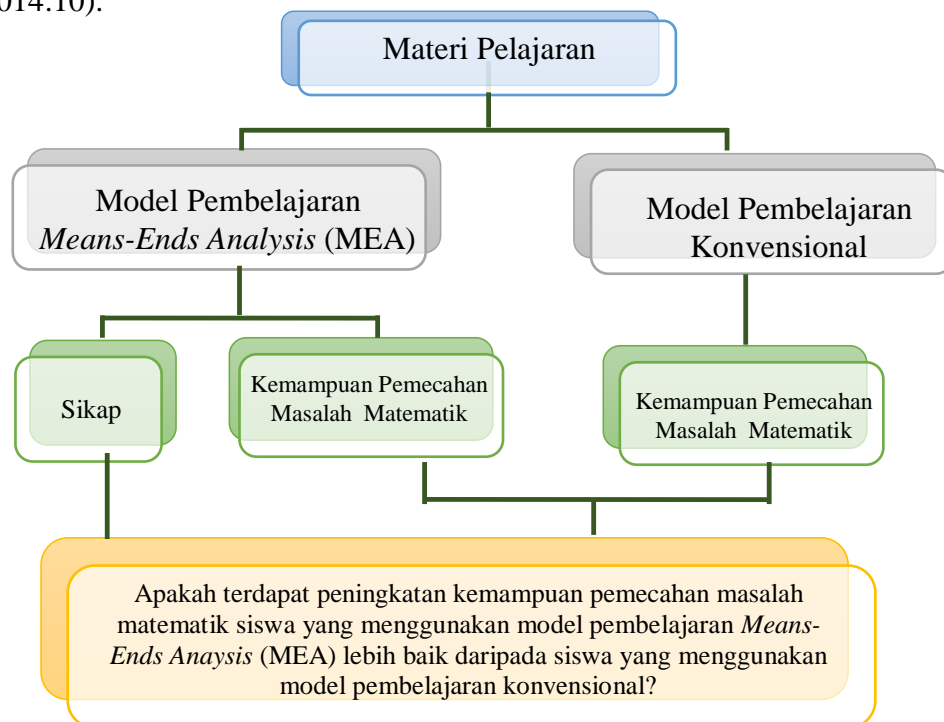 014:10).
Materi Pelajaran
Model Pembelajaran
Means-Ends Analysis (MEA)
Model Pembelajaran
Konvensional
Sikap
Kemampuan Pemecahan
Masalah Matematik
Kemampuan Pemecahan
Masalah Matematik
Apakah terdapat peningkatan kemampuan pemecahan masalah
matematik siswa yang menggunakan model pembelajaran Means-
Ends Anaysis (MEA) lebih baik daripada siswa yang menggunakan
model pembelajaran konvensional?